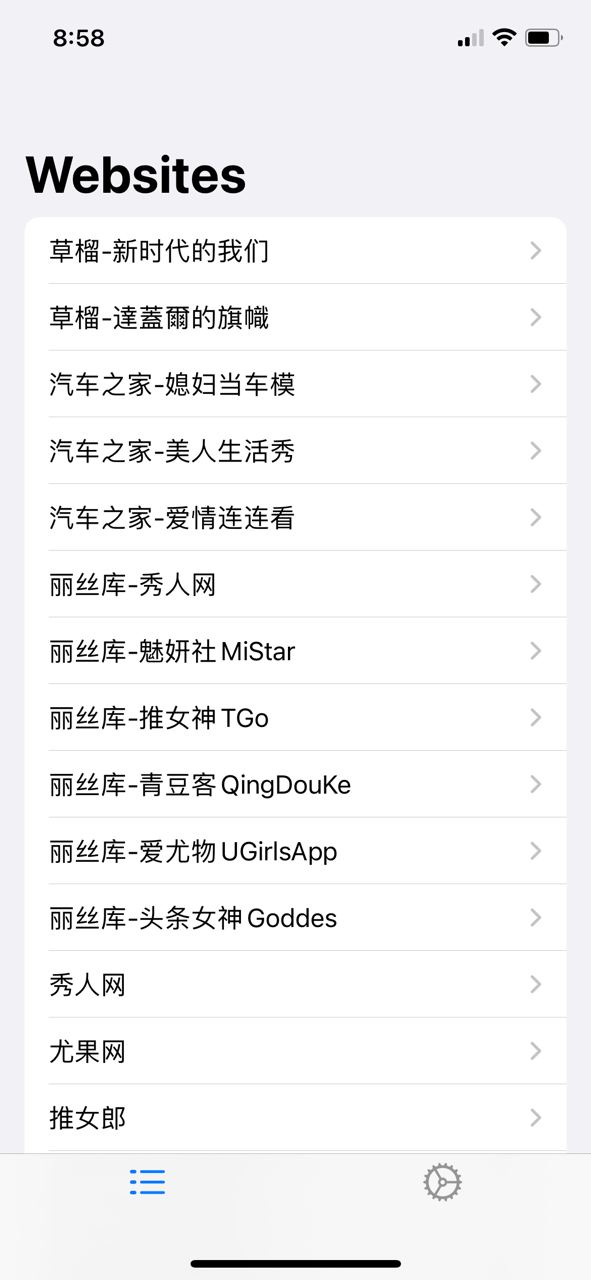 8:58
Websites
草榴-新时代的我们
草榴-達蓋爾的旗幟
汽车之家-媳妇当车模
汽车之家-美人生活秀
汽车之家-爱情连连看
丽丝库-秀人网
丽丝库-魅妍社 MiStar
丽丝库-推女神 TGo
丽丝库-青豆客 QingDouKe
丽丝库-爱尤物 UGirlsApp
丽丝库-头条女神 Goddes
秀人网
尤果网
推女郎